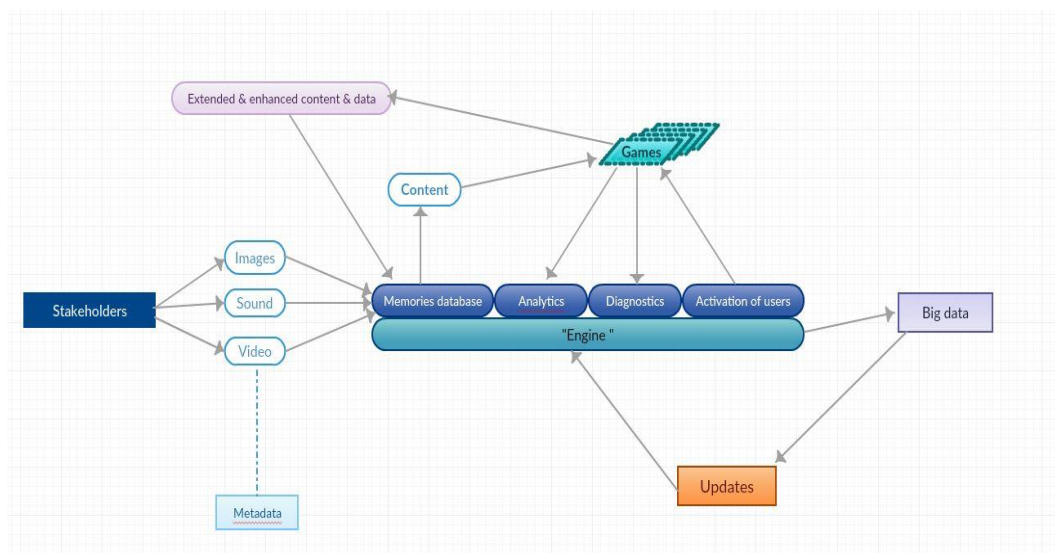 Extended & enhanced content & data
Games
Content
Images
Stakeholders
Sound
Video
Memories database
Analytics
Diagnostics
Activation of users
"Engine "
Big data
Updates
Metadata